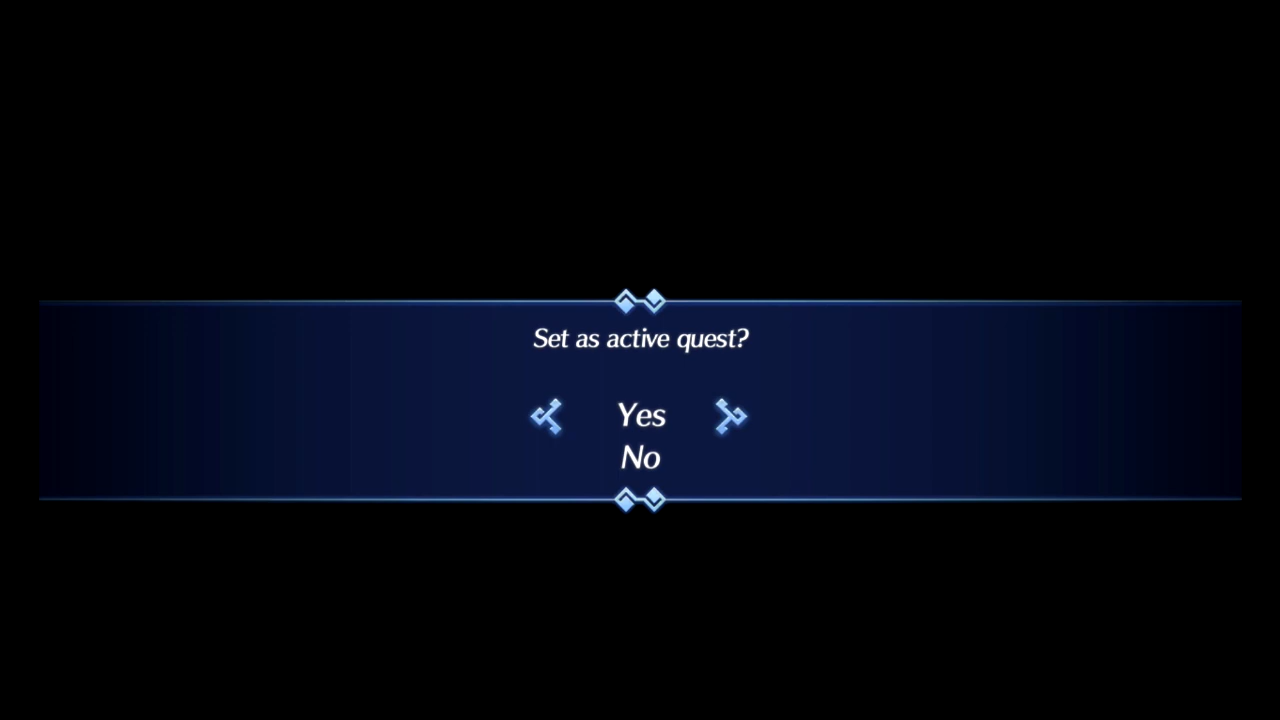 Set as active quest?
Yes
No